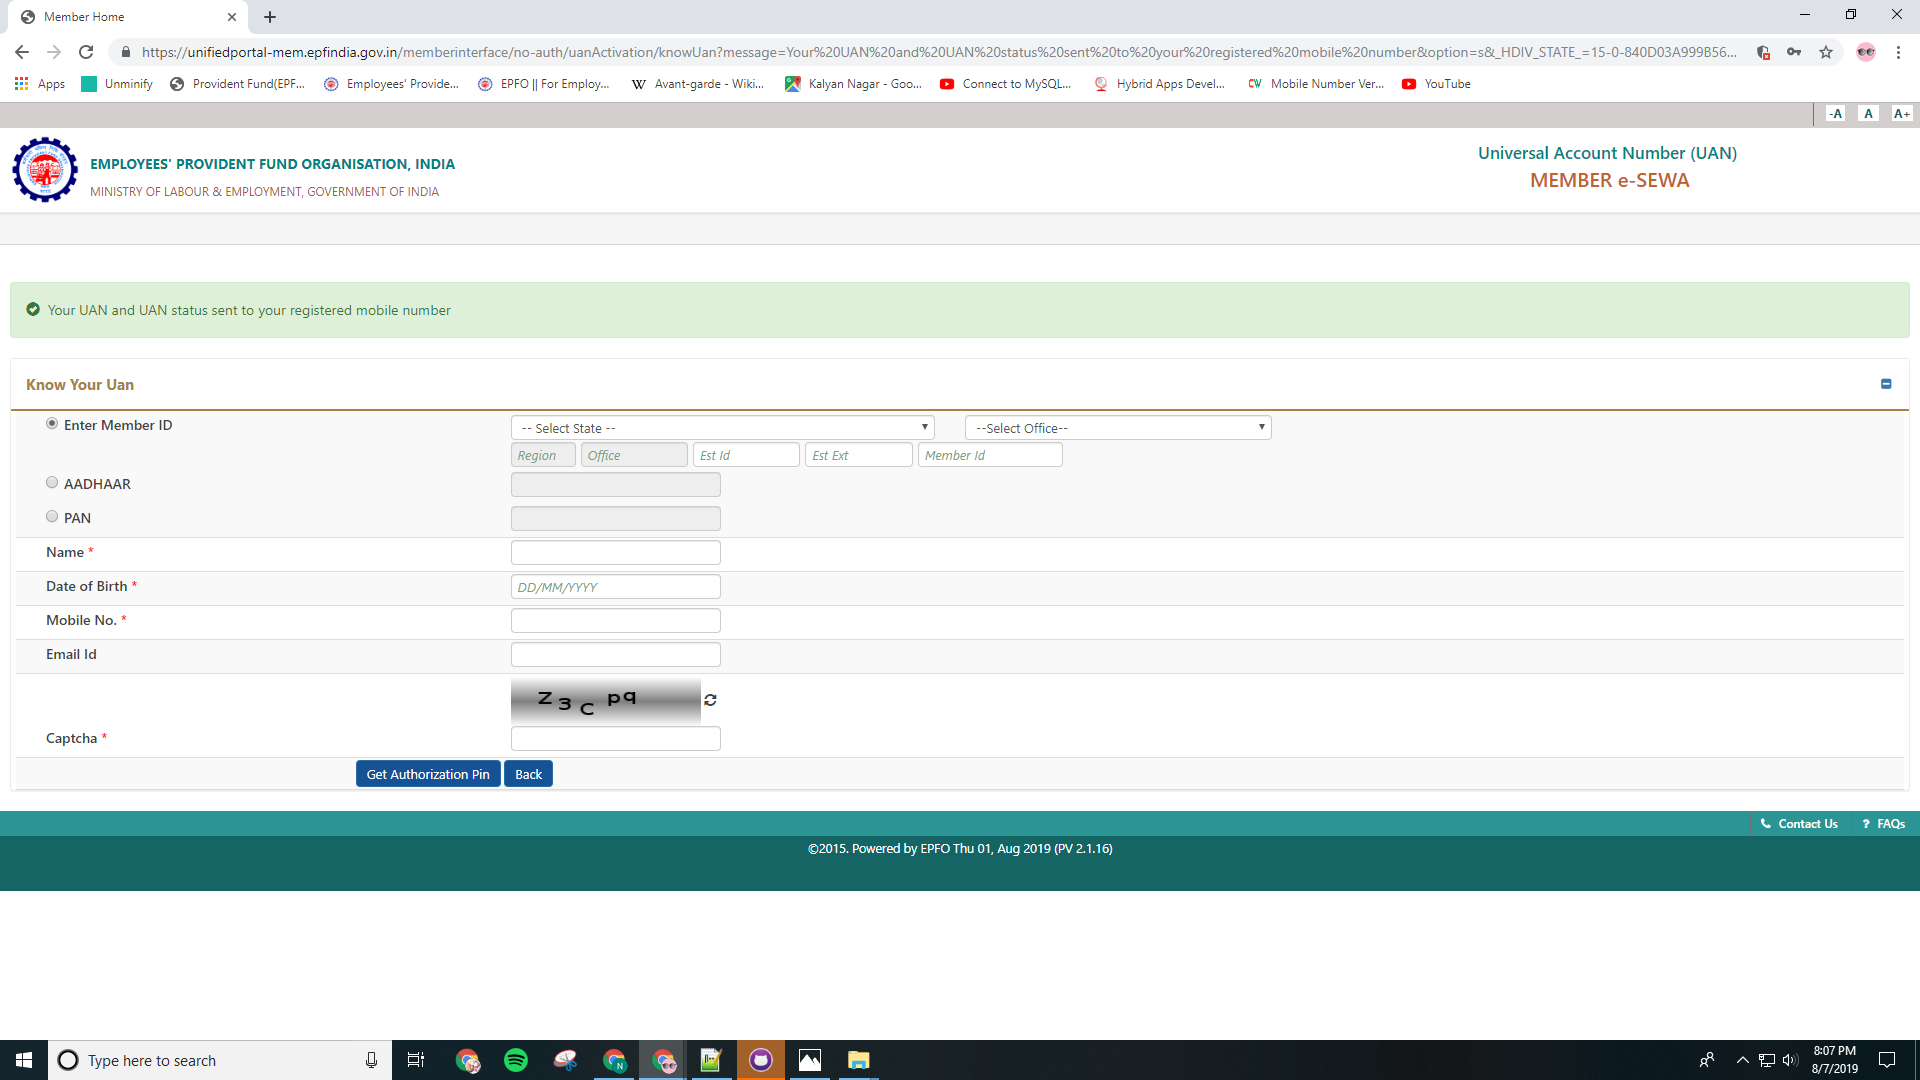 Member Home
https://unifiedportal-mem.epfindia.gov.in/memberinterface/no-auth/uanActivation/knowUan?message=Your%20UAN%20and%20UAN%20status%20sent%20to%20your%20registered%20mobile%20number&option=s&_HDIV_STATE_=15-0-840D03A999B56...
Apps Unminify Provident Fund(EPF... Employees' Provide... EPFO || For Employ... W Avant-garde - Wiki... Kalyan Nagar - Goo... Connect to MySQL... Hybrid Apps Devel... CW Mobile Number Ver... YouTube
-A A A+
EMPLOYEES' PROVIDENT FUND ORGANISATION, INDIA
MINISTRY OF LABOUR & EMPLOYMENT, GOVERNMENT OF INDIA
Universal Account Number (UAN)
MEMBER e-SEWA
Your UAN and UAN status sent to your registered mobile number
Know Your Uan
Enter Member ID -- Select State -- --Select Office--
Region Office Est Id Est Ext Member Id
AADHAAR
PAN
Name *
Date of Birth * DD/MM/YYYY
Mobile No. *
Email Id
z3cpq
Captcha *
Get Authorization Pin Back
Contact Us ? FAQs
©2015. Powered by EPFO Thu 01, Aug 2019 (PV 2.1.16)
Type here to search
N
8:07 PM
8/7/2019